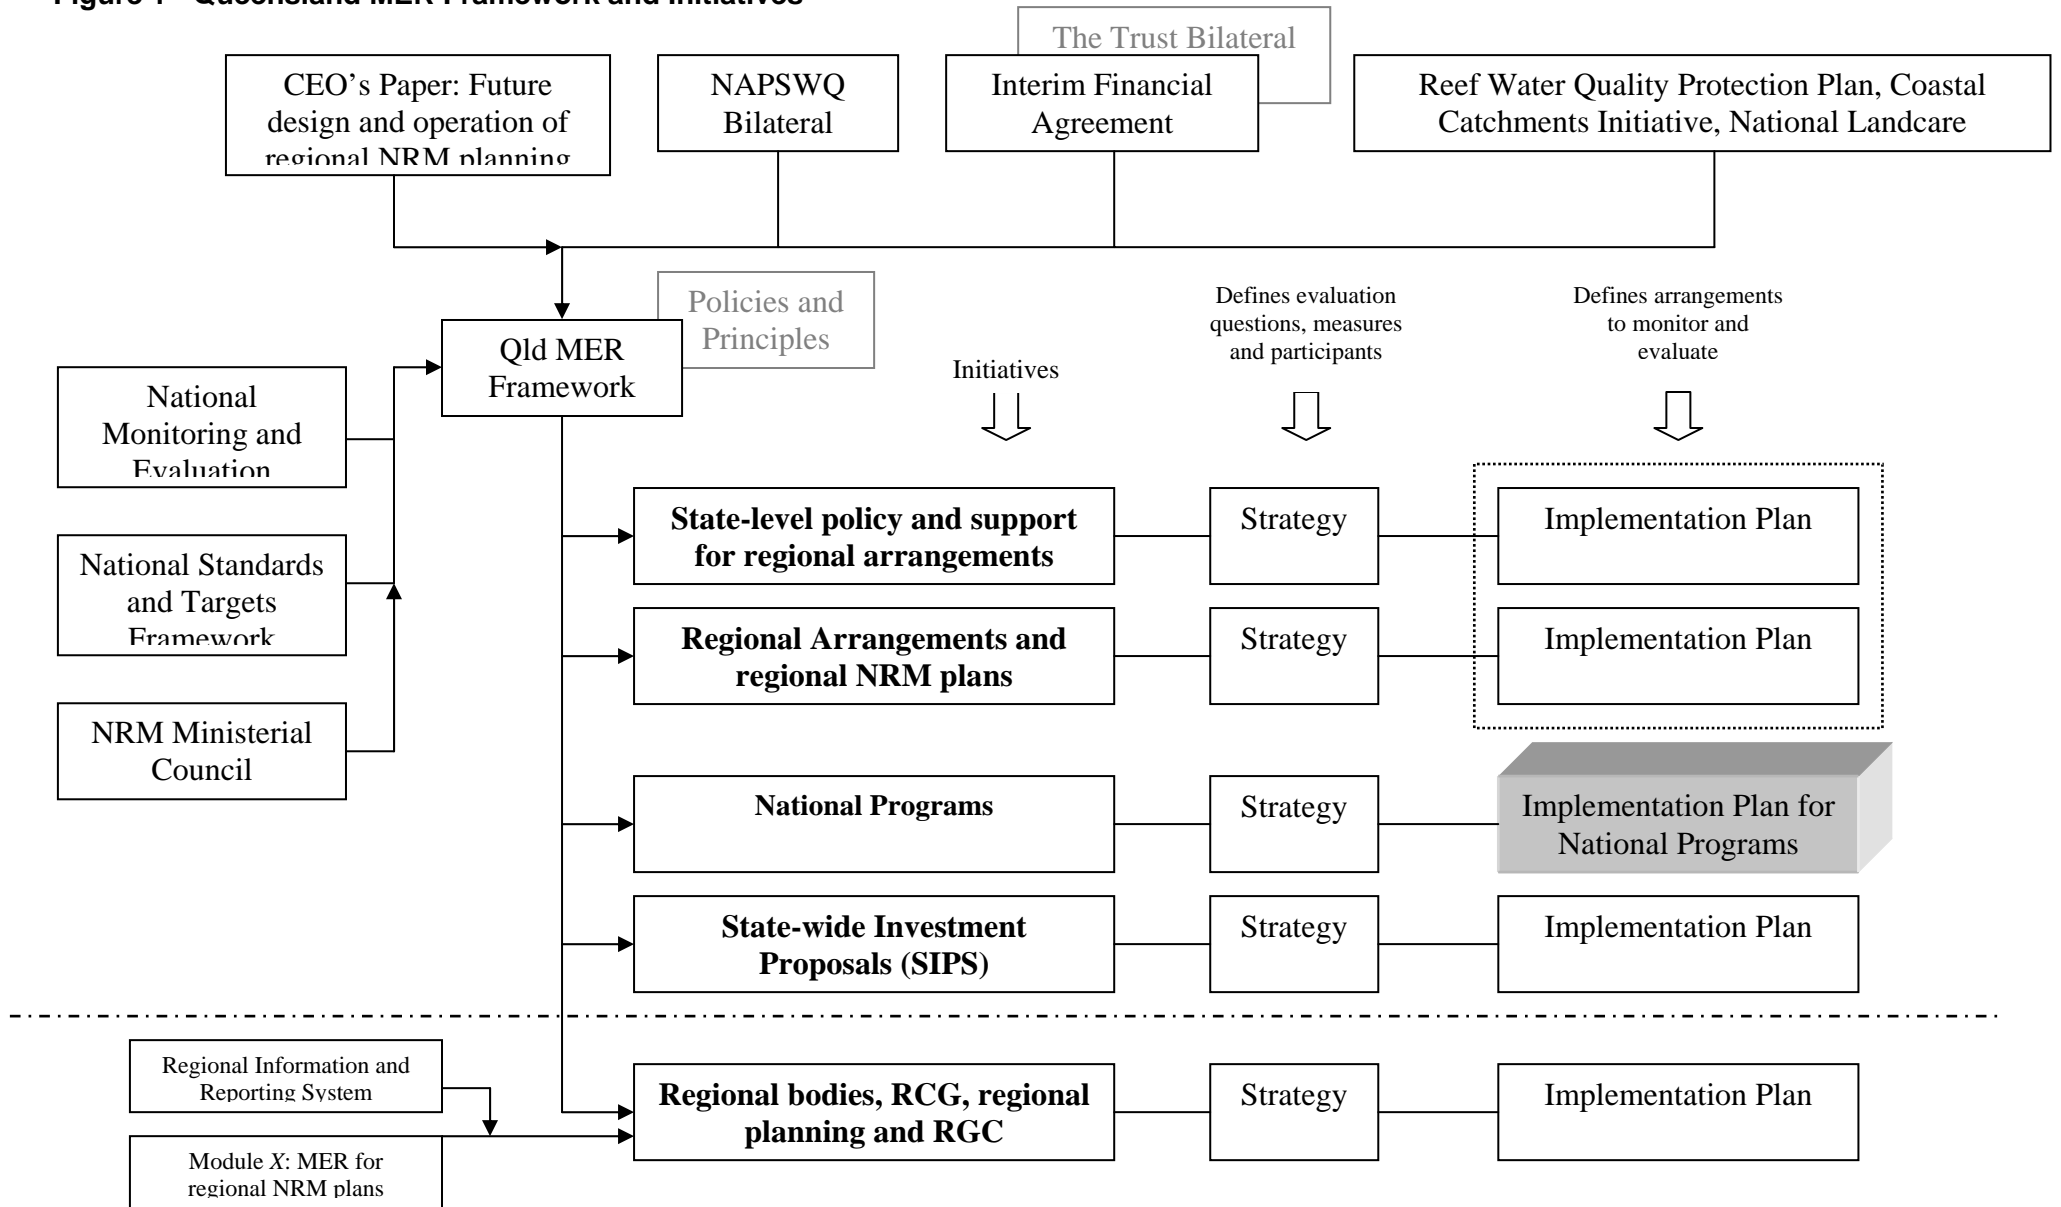 Figure 1 - Queensland MER Framework and Initiatives
The Trust Bilateral
CEO's Paper: Future
design and operation of
regional NRM planning
NAPSWQ
Bilateral
Interim Financial
Agreement
Reef Water Quality Protection Plan, Coastal
Catchments Initiative, National Landcare
Policies and
Principles
Qld MER
Framework
Initiatives
Defines evaluation
questions, measures
and participants
Defines arrangements
to monitor and
evaluate
National
Monitoring and
Evaluation
National Standards
and Targets
Framework
NRM Ministerial
Council
State-level policy and support
for regional arrangements
Strategy
Implementation Plan
Regional Arrangements and
regional NRM plans
Strategy
Implementation Plan
National Programs
Strategy
Implementation Plan for
National Programs
State-wide Investment
Proposals (SIPS)
Strategy
Implementation Plan
Regional Information and
Reporting System
Module X: MER for
regional NRM plans
Regional bodies, RCG, regional
planning and RGC
Strategy
Implementation Plan